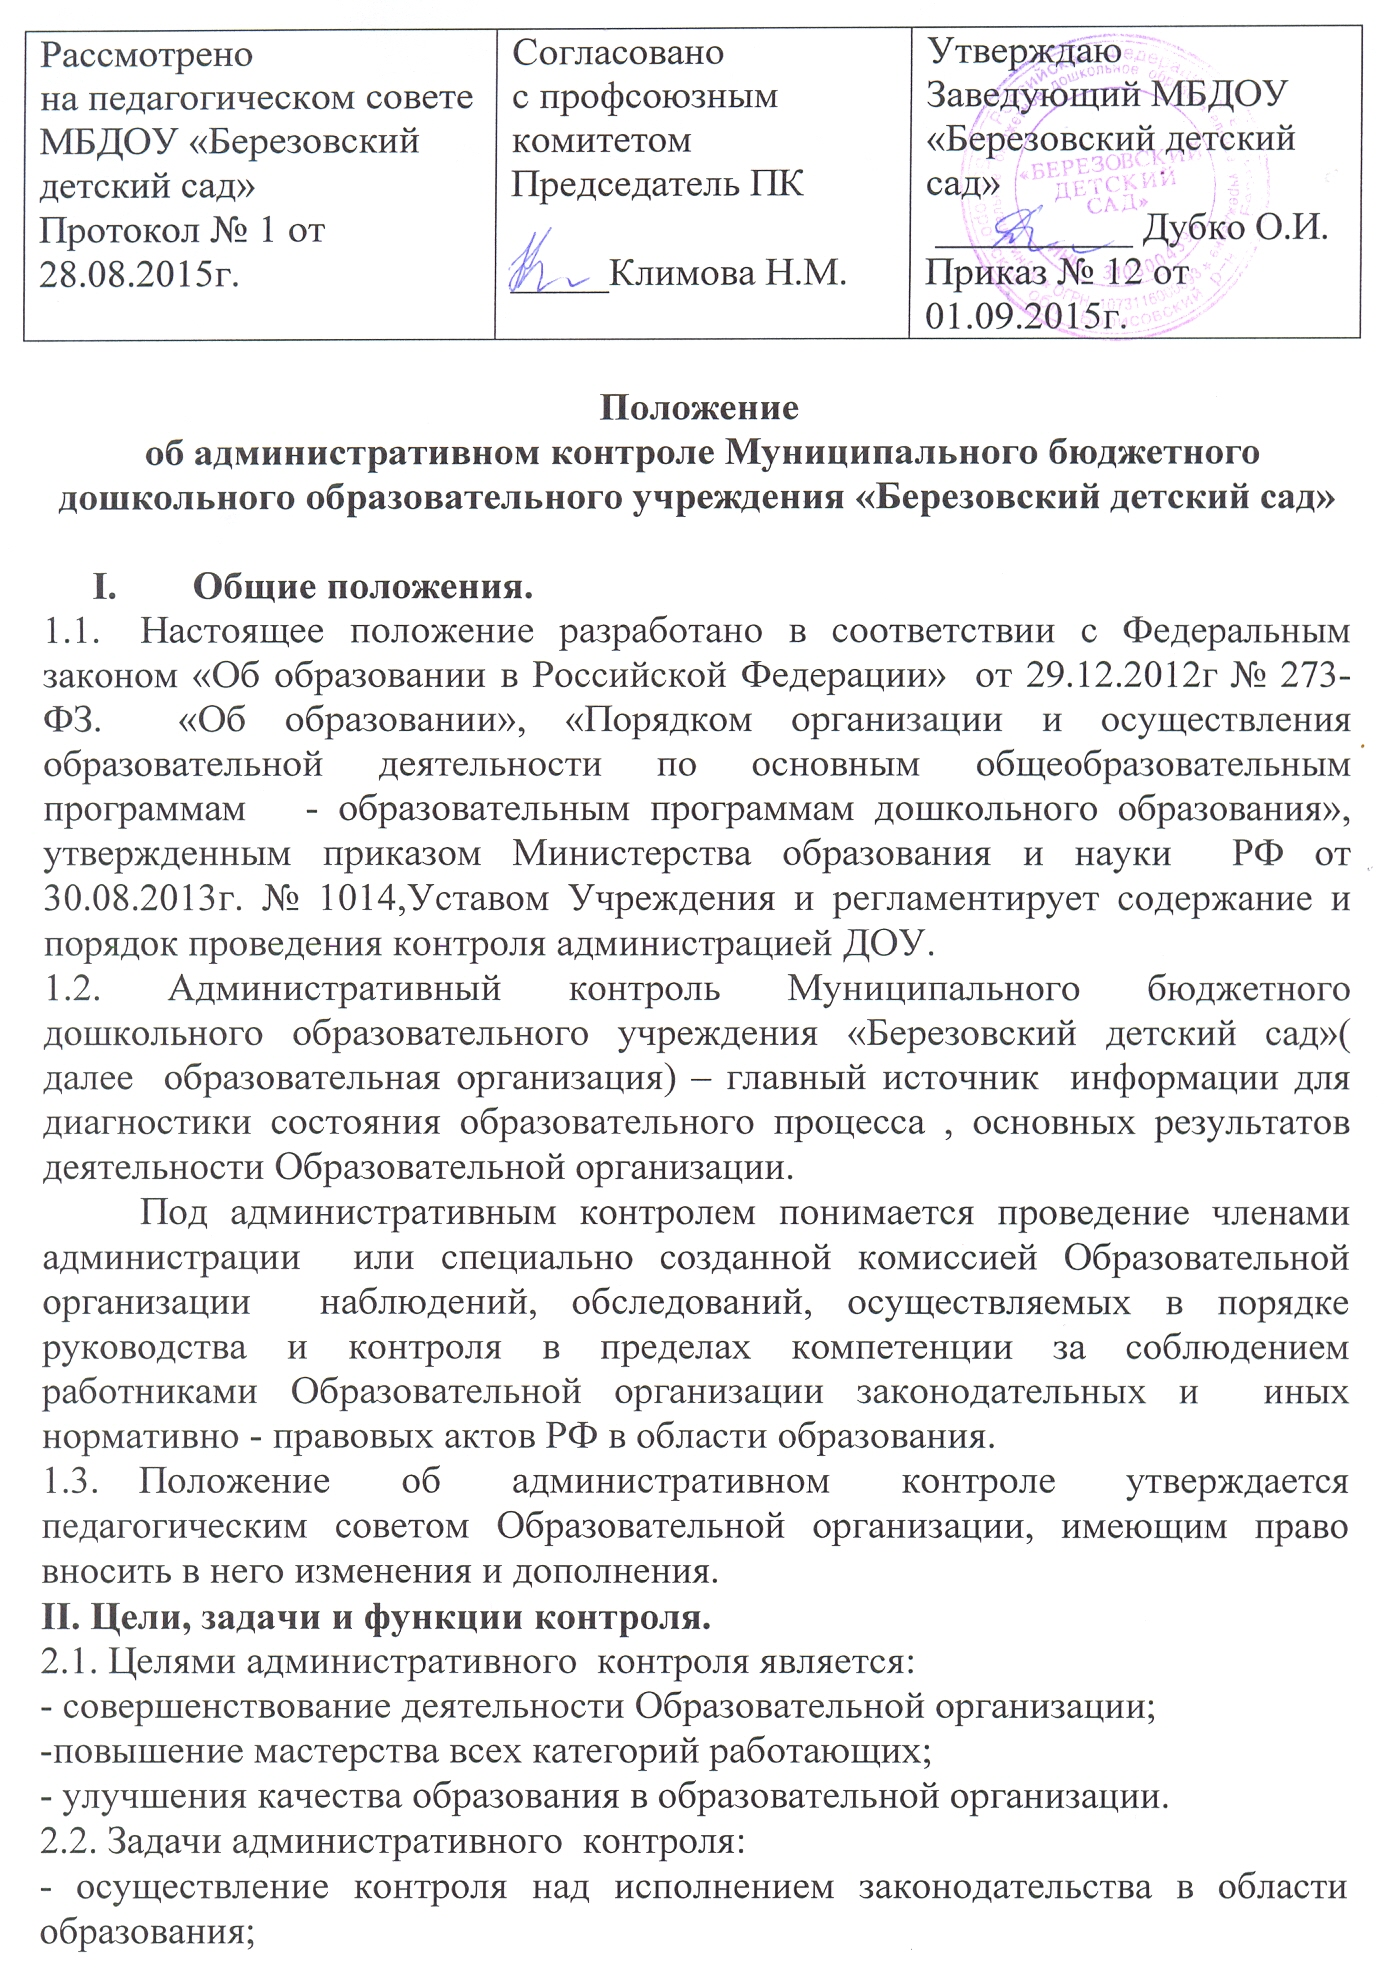 Рассмотрено
на педагогическом совете
МБДОУ «Березовский
детский сад»
Протокол № 1 от
28.08.2015г.
Согласовано
с профсоюзным
комитетом
Председатель ПК
_____Климова Н.М.
Утверждаю
Заведующий МБДОУ
«Березовский детский
сад»
__________ Дубко О.И.
Приказ № 12 от
01.09.2015г.
«БЕРЕЗОВСКИЙ
ДЕТСКИЙ
САД»
Положение
об административном контроле Муниципального бюджетного
дошкольного образовательного учреждения «Березовский детский сад»
I. Общие положения.
1.1. Настоящее положение разработано в соответствии с Федеральным
законом «Об образовании в Российской Федерации» от 29.12.2012г № 273-
ФЗ. «Об образовании», «Порядком организации и осуществления
образовательной деятельности по основным общеобразовательным
программам - образовательным программам дошкольного образования»,
утвержденным приказом Министерства образования и науки РФ от
30.08.2013г. № 1014,Уставом Учреждения и регламентирует содержание и
порядок проведения контроля администрацией ДОУ.
1.2. Административный контроль Муниципального бюджетного
дошкольного образовательного учреждения «Березовский детский сад»(
далее образовательная организация) – главный источник информации для
диагностики состояния образовательного процесса , основных результатов
деятельности Образовательной организации.
Под административным контролем понимается проведение членами
администрации или специально созданной комиссией Образовательной
организации наблюдений, обследований, осуществляемых в порядке
руководства и контроля в пределах компетенции за соблюдением
работниками Образовательной организации законодательных и иных
нормативно - правовых актов РФ в области образования.
1.3. Положение об административном контроле утверждается
педагогическим советом Образовательной организации, имеющим право
вносить в него изменения и дополнения.
II. Цели, задачи и функции контроля.
2.1. Целями административного контроля является:
- совершенствование деятельности Образовательной организации;
-повышение мастерства всех категорий работающих;
- улучшения качества образования в образовательной организации.
2.2. Задачи административного контроля:
- осуществление контроля над исполнением законодательства в области
образования;